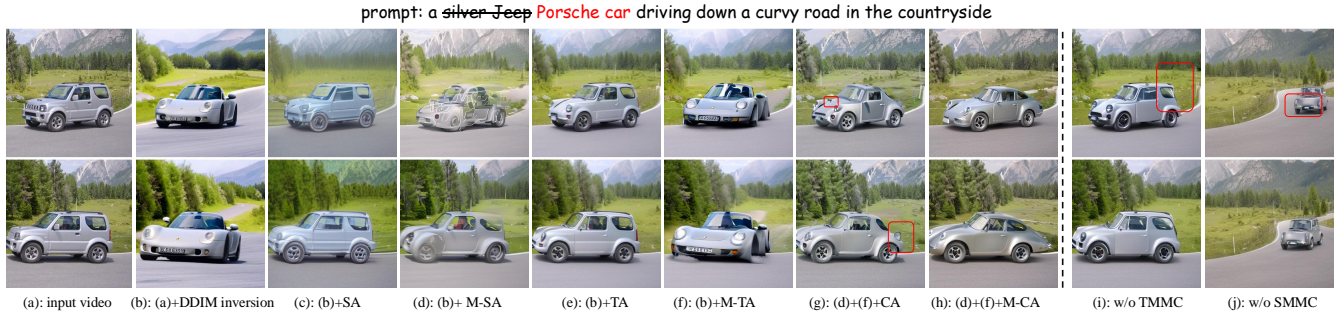 prompt: a silver Jeep Porsche car driving down a curvy road in the countryside
(a): input video (b): (a)+DDIM inversion (c): (b)+SA (d): (b)+ M-SA (e): (b)+TA (f): (b)+M-TA (g): (d)+(f)+CA (h): (d)+(f)+M-CA (i): w/o TMMC (j): w/o SMMC